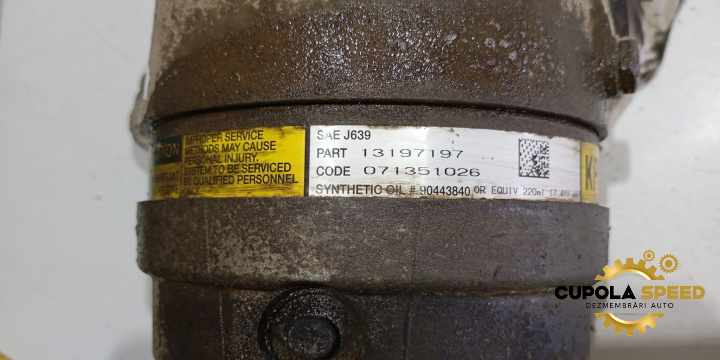 IMPROPER SERVICE
METHODS MAY CAUSE
PERSONAL INJURY.
SYSTEM TO BE SERVICED
BY QUALIFIED PERSONNEL
ONLY.
SAE J639
PART 13197197
CODE 071351026
SYNTHETIC OIL # 90443840 OR EQUIV 220ml
CUPOLA SPEED
DEZMEMBRĂRI AUTO